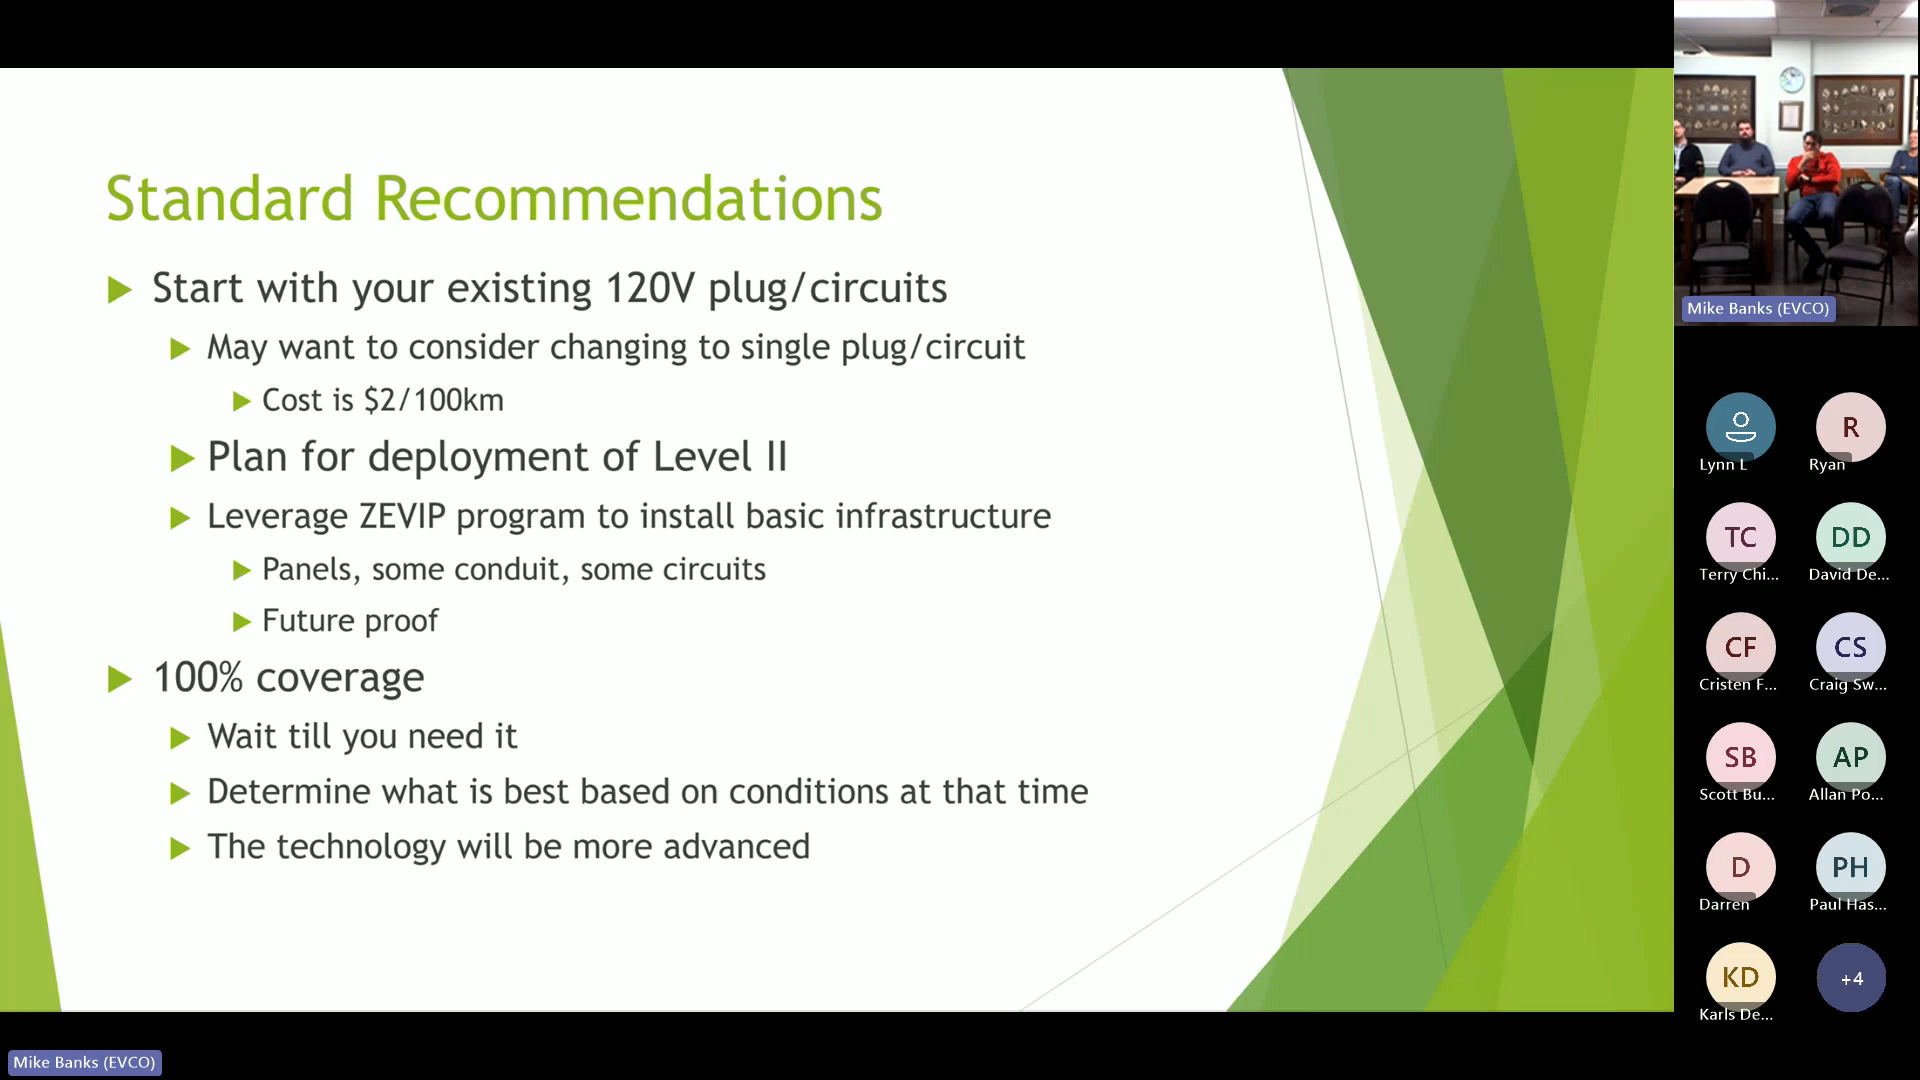 Standard Recommendations
Start with your existing 120V plug/circuits
May want to consider changing to single plug/circuit
Cost is $2/100km
Plan for deployment of Level II
Leverage ZEVIP program to install basic infrastructure
Panels, some conduit, some circuits
Future proof
100% coverage
Wait till you need it
Determine what is best based on conditions at that time
The technology will be more advanced
Mike Banks (EVCO)
Mike Banks (EVCO)
Lynn L
R
Ryan
TC
Terry Chi...
DD
David De...
CF
Cristen F...
CS
Craig Sw...
SB
Scott Bu...
AP
Allan Po...
D
Darren
PH
Paul Has...
KD
Karls De...
+4